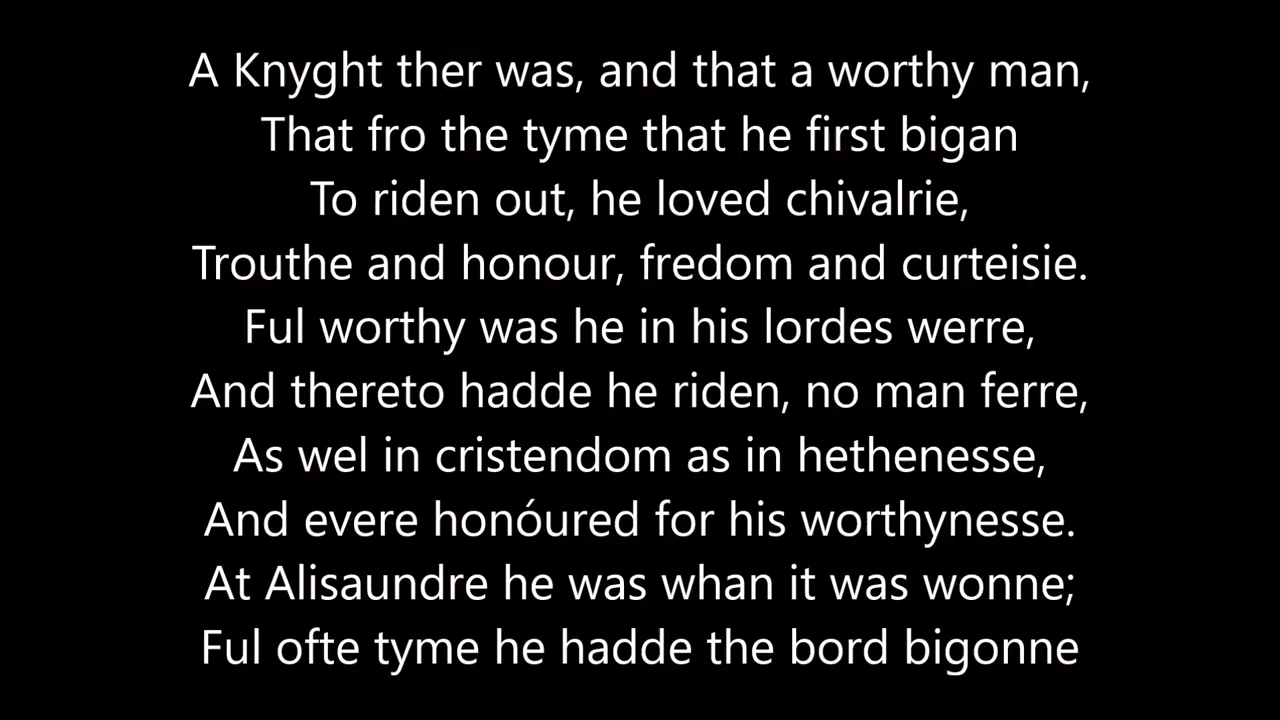 A Knyght ther was, and that a worthy man,
That fro the tyme that he first bigan
To riden out, he loved chivalrie,
Trouthe and honour, fredom and curteisie.
Ful worthy was he in his lordes werre,
And thereto hadde he riden, no man ferre,
As wel in cristendom as in hethenesse,
And evere honóured for his worthynesse.
At Alisaundre he was whan it was wonne;
Ful ofte tyme he hadde the bord bigonne